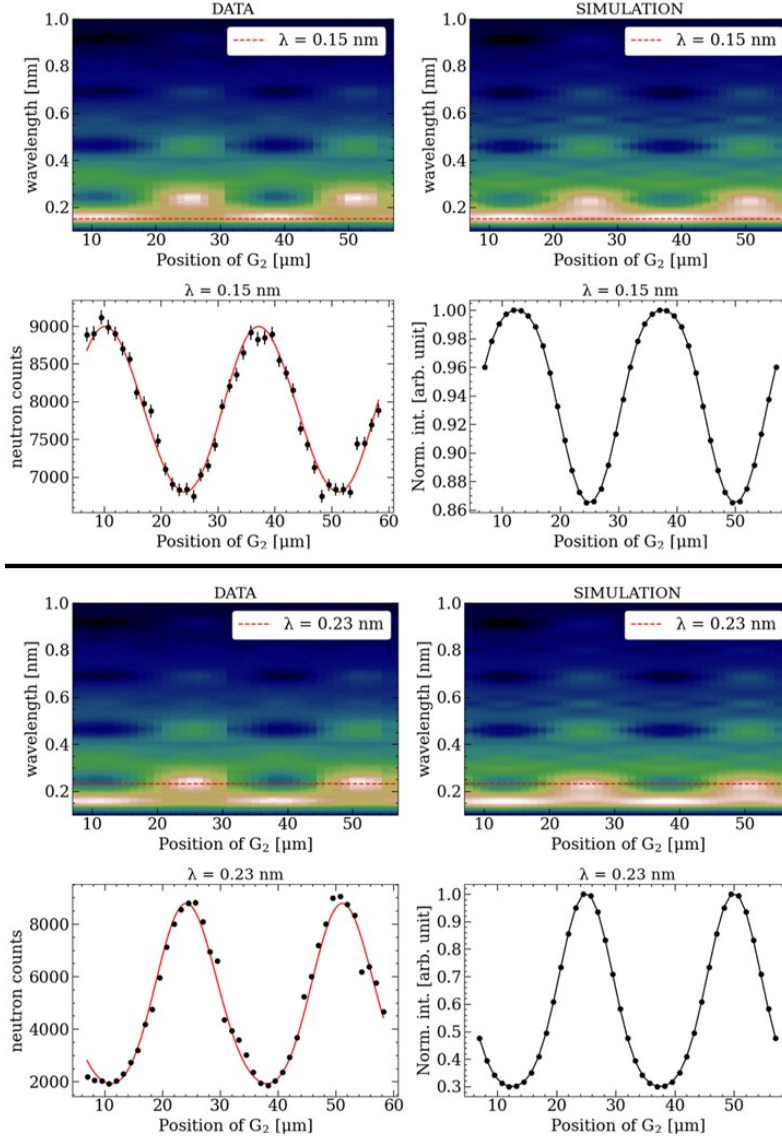 DATA
SIMULATION
λ = 0.15 nm
λ = 0.15 nm
wavelength [nm]
1.0
0.8
0.6
0.4
0.2
10 20 30 40 50
Position of G₂ [μm]
wavelength [nm]
1.0
0.8
0.6
0.4
0.2
10 20 30 40 50
Position of G₂ [μm]
λ = 0.15 nm
neutron counts
9000
8500
8000
7500
7000
10 20 30 40 50 60
Position of G₂ [μm]
λ = 0.15 nm
Norm. int. [arb. unit]
1.00
0.98
0.96
0.94
0.92
0.90
0.88
0.86
10 20 30 40 50
Position of G₂ [μm]
DATA
SIMULATION
λ = 0.23 nm
λ = 0.23 nm
wavelength [nm]
1.0
0.8
0.6
0.4
0.2
10 20 30 40 50
Position of G₂ [μm]
wavelength [nm]
1.0
0.8
0.6
0.4
0.2
10 20 30 40 50
Position of G₂ [μm]
λ = 0.23 nm
neutron counts
8000
6000
4000
2000
10 20 30 40 50 60
Position of G₂ [μm]
λ = 0.23 nm
Norm. int. [arb. unit]
1.0
0.9
0.8
0.7
0.6
0.5
0.4
0.3
10 20 30 40 50
Position of G₂ [μm]